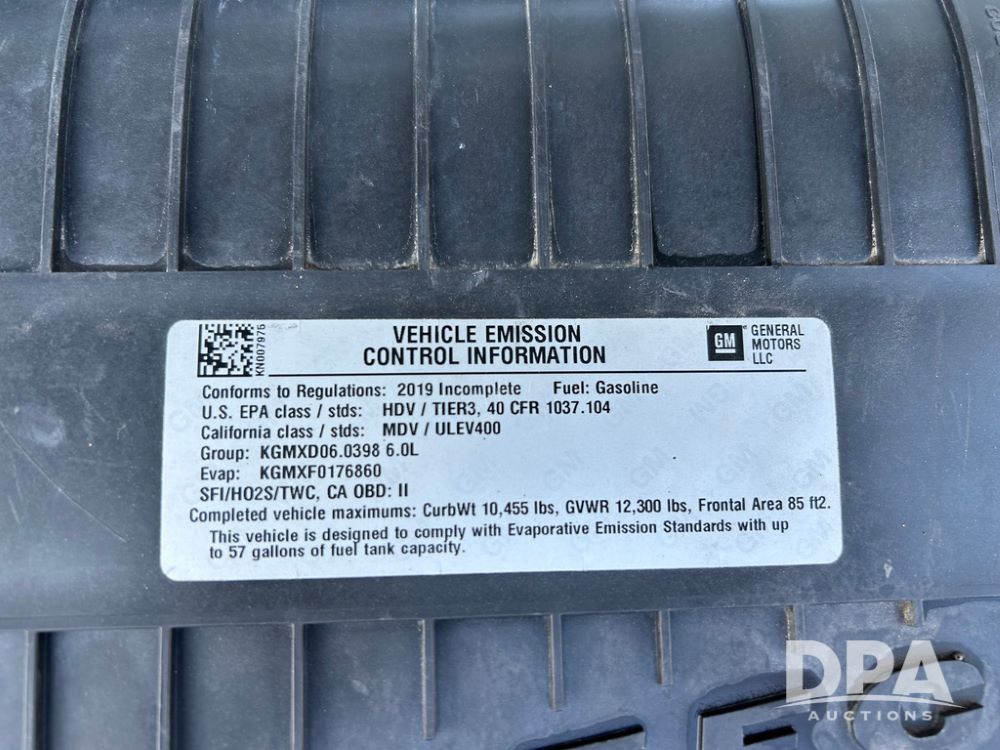 KN007975
VEHICLE EMISSION
CONTROL INFORMATION
GM
GENERAL
MOTORS
LLC
Conforms to Regulations: 2019 Incomplete Fuel: Gasoline
U.S. EPA class / stds: HDV / TIER3, 40 CFR 1037.104
California class / stds: MDV / ULEV400
Group: KGMXD06.0398 6.0L
Evap: KGMXF0176860
SFI/HO2S/TWC, CA OBD: II
Completed vehicle maximums: CurbWt 10,455 lbs, GVWR 12,300 lbs, Frontal Area 85 ft2.
This vehicle is designed to comply with Evaporative Emission Standards with up
to 57 gallons of fuel tank capacity.
DPA
AUCTIONS